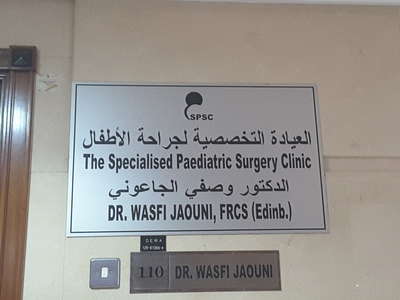 SPSC
العيادة التخصصية لجراحة الأطفال
The Specialised Paediatric Surgery Clinic
الدكتور وصفي الجاعوني
DR. WASFI JAOUNI, FRCS (Edinb.)
DEWA
110 DR. WASFI JAOUNI